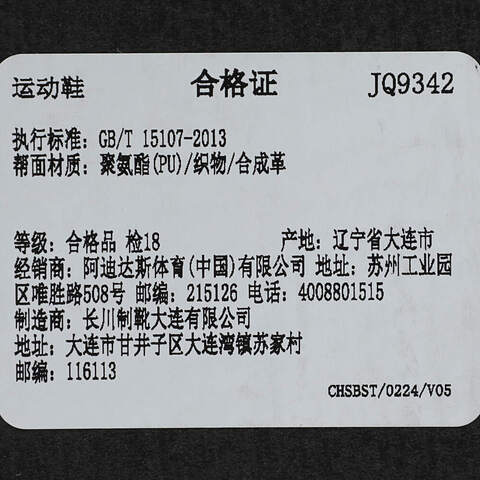 运动鞋 合格证 JQ9342
执行标准: GB/T 15107-2013
帮面材质: 聚氨酯(PU)/织物/合成革
等级: 合格品 检18 产地: 辽宁省大连市
经销商: 阿迪达斯体育(中国)有限公司 地址: 苏州工业园
区唯胜路508号 邮编: 215126 电话: 4008801515
制造商: 长川制靴大连有限公司
地址: 大连市甘井子区大连湾镇苏家村
邮编: 116113
CHSBST/0224/V05